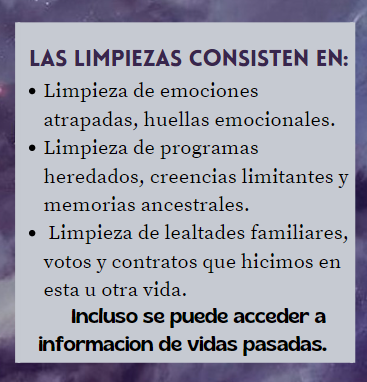 LAS LIMPIEZAS CONSISTEN EN:
• Limpieza de emociones
atrapadas, huellas emocionales.
• Limpieza de programas
heredados, creencias limitantes y
memorias ancestrales.
• Limpieza de lealtades familiares,
votos y contratos que hicimos en
esta u otra vida.
Incluso se puede acceder a
informacion de vidas pasadas.